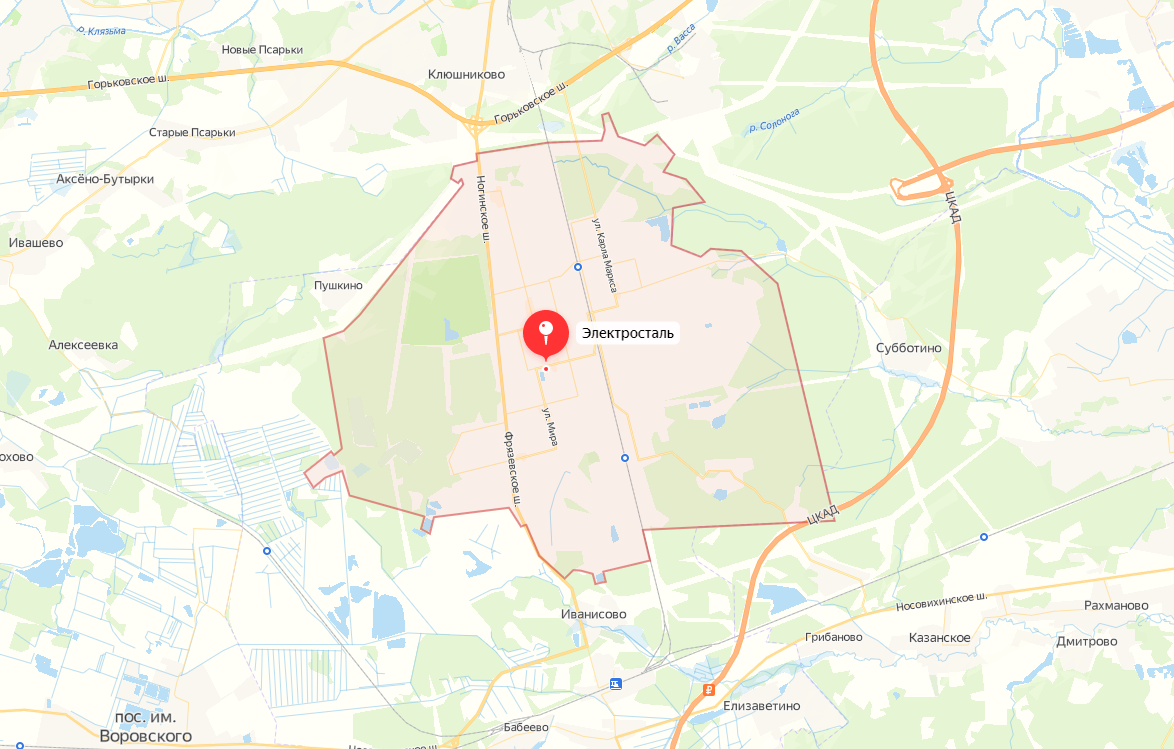 р. Клязьма
р. Васса
Новые Псарьки
Клюшниково
Горьковское ш.
Горьковское ш.
р. Солонога
Старые Псарьки
Аксёно-Бутырки
Ногинское ш.
ЦКАД
ул. Карла Маркса
Ивашево
Пушкино
Электросталь
Алексеевка
Субботино
ул. Мира
Фрязевское ш.
охово
ЦКАД
Носовихинское ш.
Рахманово
Иванисово
Грибаново
Казанское
Дмитрово
Елизаветино
пос. им.
Воровского
Бабеево